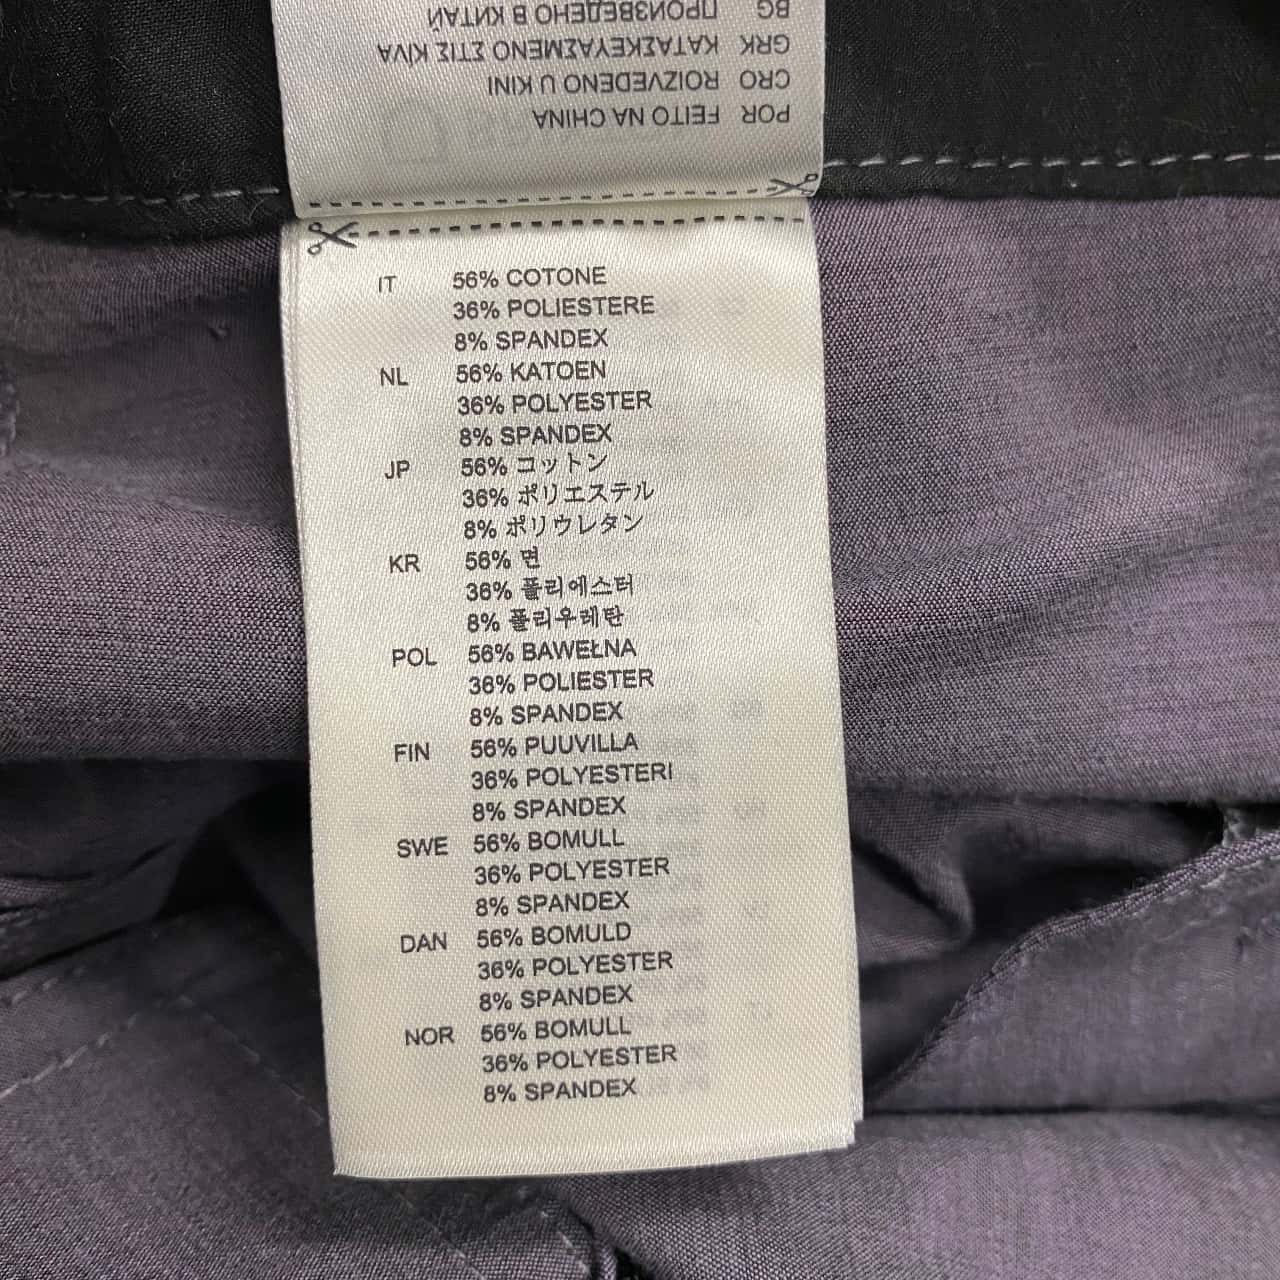 BG ПРОИЗВЕДЕНО В КИТАЙ
GRK ΚΑΤΑΣΚΕΥΑΣΜΕΝΟ ΣΤΙΣ ΚΙΝΑ
CRO ROIZVEDENO U KINI
POR FEITO NA CHINA
IT 56% COTONE
36% POLIESTERE
8% SPANDEX
NL 56% KATOEN
36% POLYESTER
8% SPANDEX
JP 56% コットン
36% ポリエステル
8% ポリウレタン
KR 56% 면
36% 폴리에스터
8% 폴리우레탄
POL 56% BAWEŁNA
36% POLIESTER
8% SPANDEX
FIN 56% PUUVILLA
36% POLYESTERI
8% SPANDEX
SWE 56% BOMULL
36% POLYESTER
8% SPANDEX
DAN 56% BOMULD
36% POLYESTER
8% SPANDEX
NOR 56% BOMULL
36% POLYESTER
8% SPANDEX